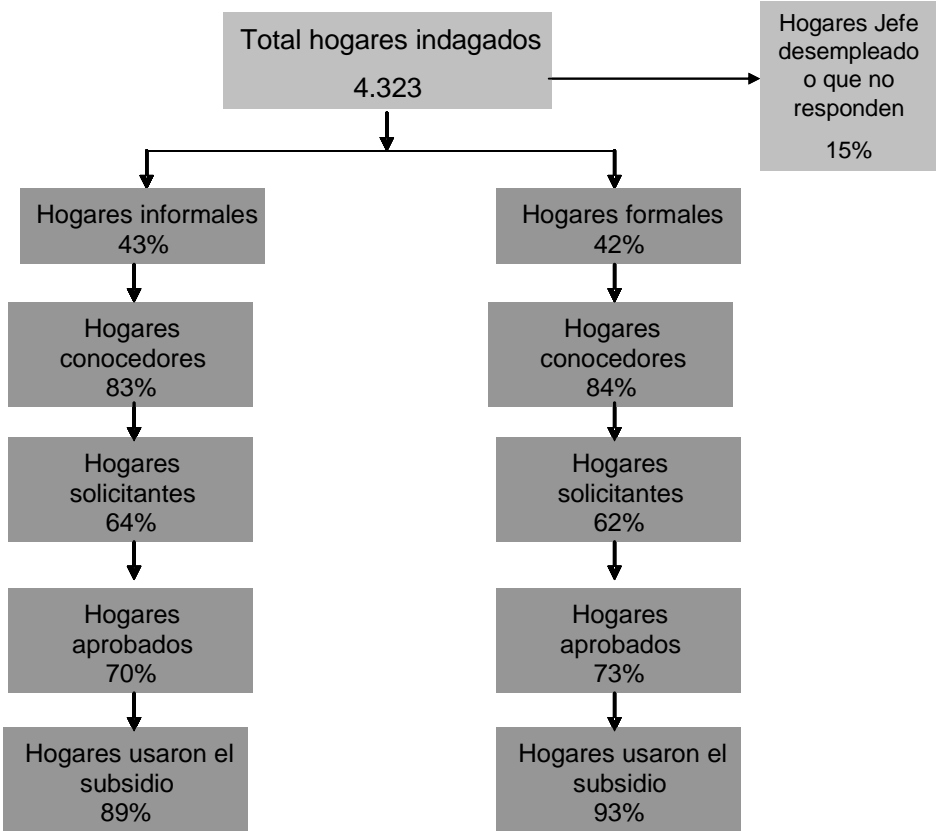 Total hogares indagados
4.323
Hogares Jefe
desempleado
o que no
responden
15%
Hogares informales
43%
Hogares formales
42%
Hogares
conocedores
83%
Hogares
conocedores
84%
Hogares
solicitantes
64%
Hogares
solicitantes
62%
Hogares
aprobados
70%
Hogares
aprobados
73%
Hogares usaron el
subsidio
89%
Hogares usaron el
subsidio
93%